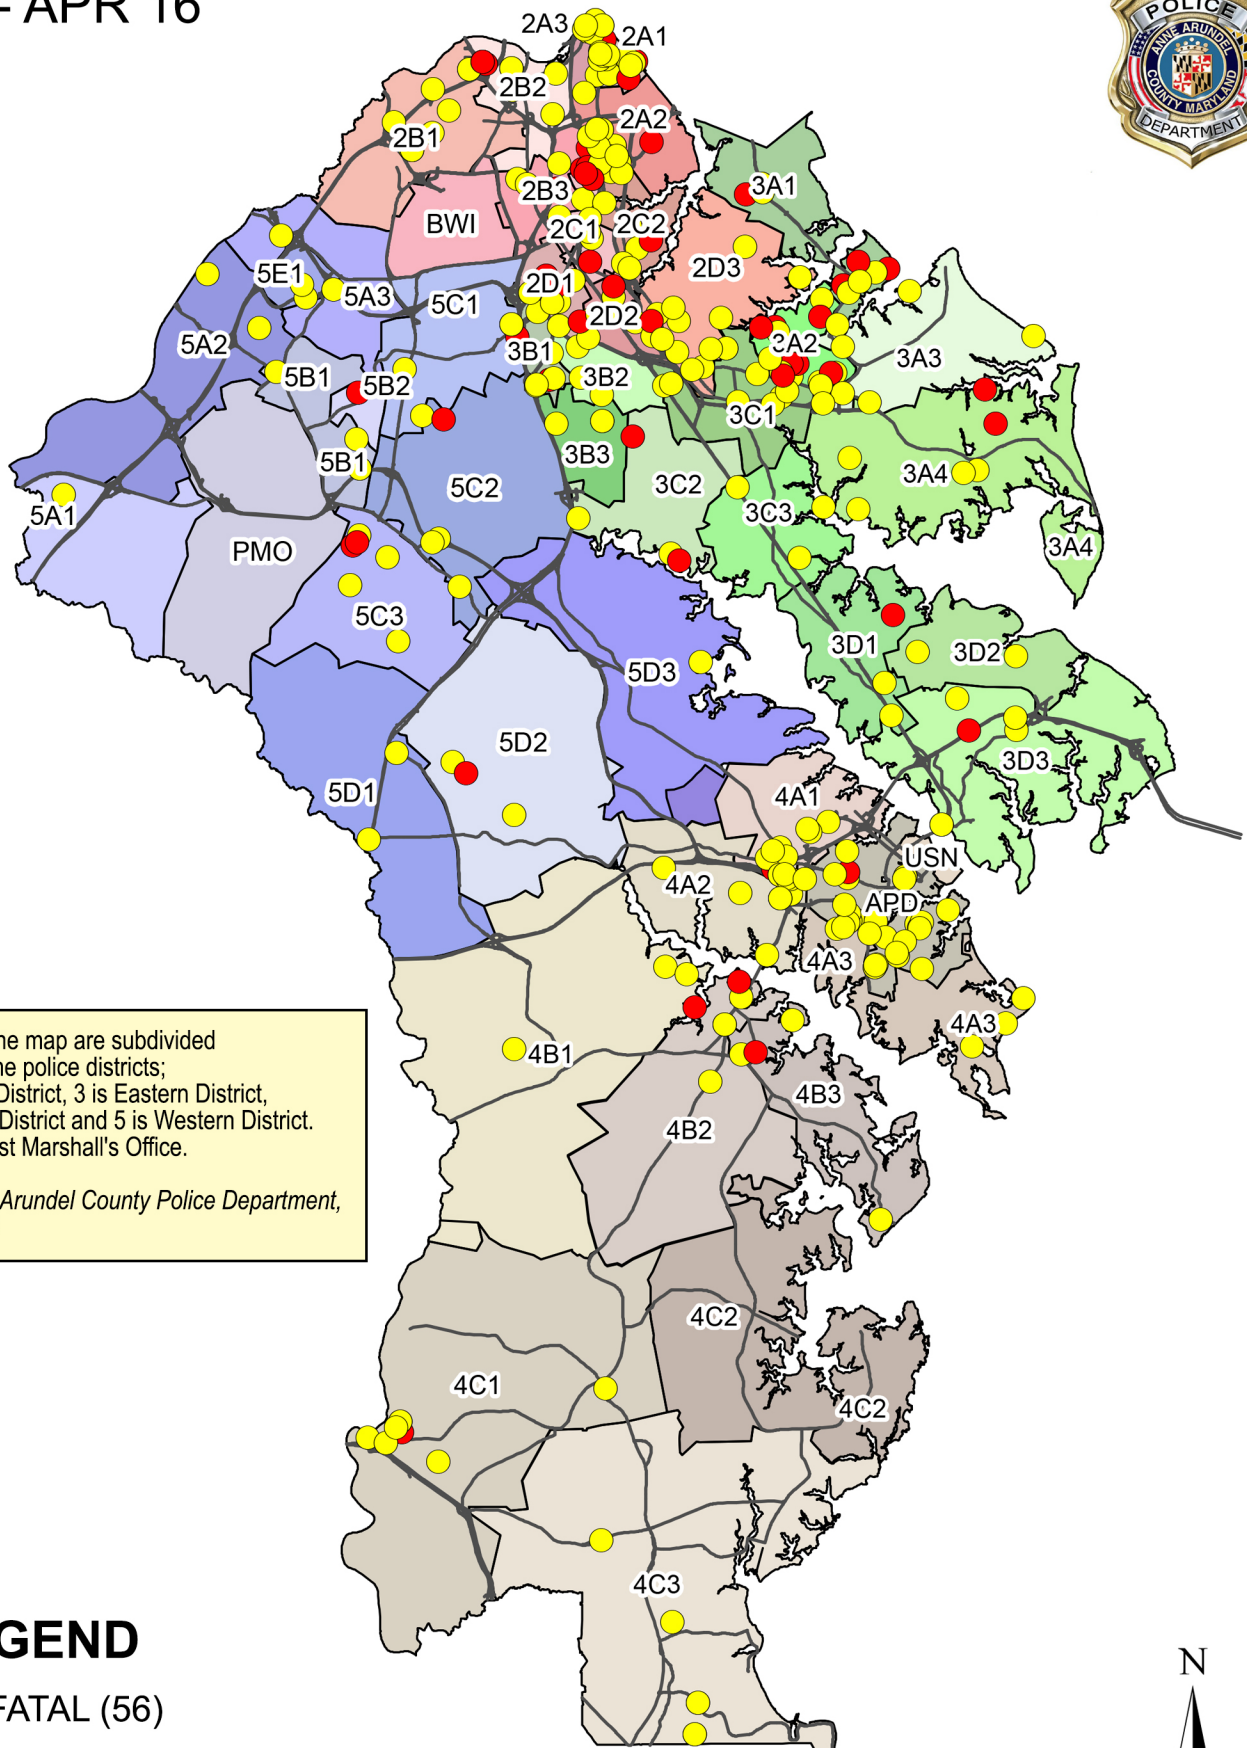 - APR 16
POLICE
ANNE ARUNDEL
COUNTY MARYLAND
DEPARTMENT
2A3
2A1
2B2
2A2
2B1
3A1
2B3
BWI
2C1
2C2
2D3
5E1
5A3
5C1
2D1
2D2
5A2
3B1
3A2
3A3
5B1
5B2
3B2
3C1
3B3
5B1
5C2
3C2
3A4
5A1
3C3
PMO
3A4
5C3
3D1
3D2
5D3
5D2
3D3
5D1
4A1
USN
4A2
APD
4A3
4A3
4B1
4B3
4B2
4C2
4C1
4C2
4C3
ne map are subdivided
ne police districts;
District, 3 is Eastern District,
District and 5 is Western District.
st Marshall's Office.
Arundel County Police Department,
GEND
FATAL (56)
N